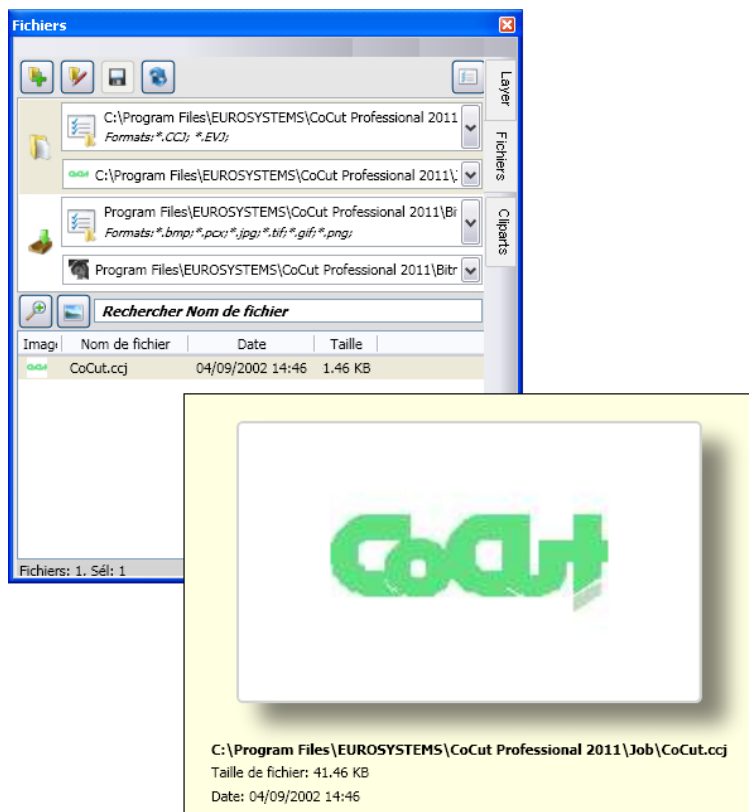 Fichiers
Layer
Fichiers
Cliparts
C:\Program Files\EUROSYSTEMS\CoCut Professional 2011
Formats:*.CCJ; *.EVJ;
C:\Program Files\EUROSYSTEMS\CoCut Professional 2011\
Program Files\EUROSYSTEMS\CoCut Professional 2011\Bi
Formats:*.bmp;*.pcx;*.jpg;*.tif;*.gif;*.png;
Program Files\EUROSYSTEMS\CoCut Professional 2011\Bitr
Rechercher Nom de fichier
Imag Nom de fichier Date Taille
CoCut.ccj 04/09/2002 14:46 1.46 KB
Fichiers: 1. Sél: 1
CoCut
C:\Program Files\EUROSYSTEMS\CoCut Professional 2011\Job\CoCut.ccj
Taille de fichier: 41.46 KB
Date: 04/09/2002 14:46